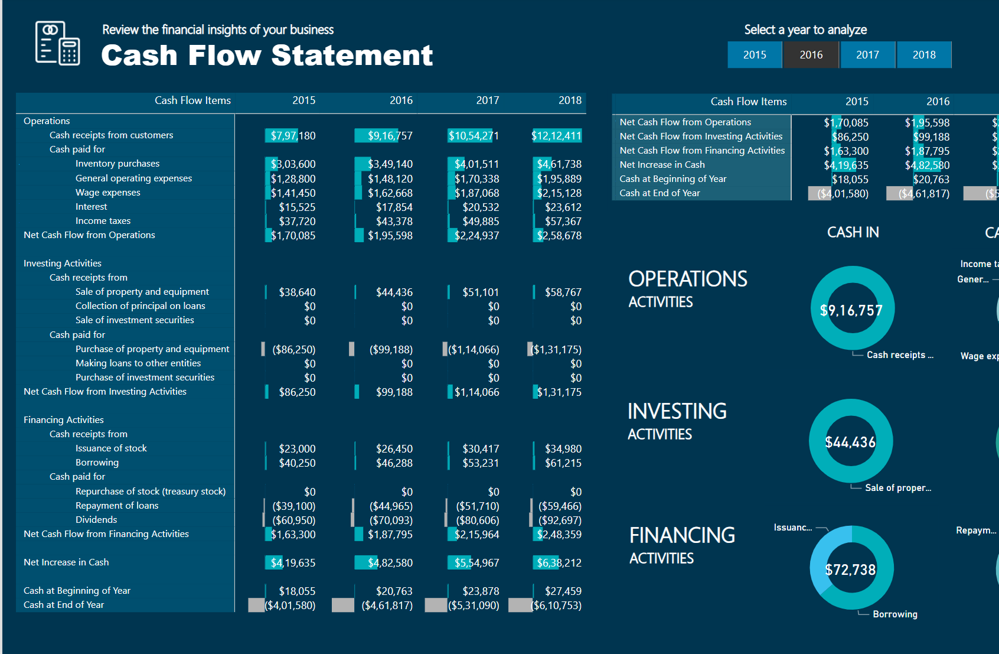 Review the financial insights of your business
Cash Flow Statement
Select a year to analyze
2015 2016 2017 2018
Cash Flow Items 2015 2016 2017 2018
Operations
Cash receipts from customers $7,97,180 $9,16,757 $10,54,271 $12,12,411
Cash paid for
Inventory purchases $3,03,600 $3,49,140 $4,01,511 $4,61,738
General operating expenses $1,28,800 $1,48,120 $1,70,338 $1,95,889
Wage expenses $1,41,450 $1,62,668 $1,87,068 $2,15,128
Interest $15,525 $17,854 $20,532 $23,612
Income taxes $37,720 $43,378 $49,885 $57,367
Net Cash Flow from Operations $1,70,085 $1,95,598 $2,24,937 $2,58,678
Investing Activities
Cash receipts from
Sale of property and equipment $38,640 $44,436 $51,101 $58,767
Collection of principal on loans $0 $0 $0 $0
Sale of investment securities $0 $0 $0 $0
Cash paid for
Purchase of property and equipment ($86,250) ($99,188) ($1,14,066) ($1,31,175)
Making loans to other entities $0 $0 $0 $0
Purchase of investment securities $0 $0 $0 $0
Net Cash Flow from Investing Activities $86,250 $99,188 $1,14,066 $1,31,175
Financing Activities
Cash receipts from
Issuance of stock $23,000 $26,450 $30,417 $34,980
Borrowing $40,250 $46,288 $53,231 $61,215
Cash paid for
Repurchase of stock (treasury stock) $0 $0 $0 $0
Repayment of loans ($39,100) ($44,965) ($51,710) ($59,466)
Dividends ($60,950) ($70,093) ($80,606) ($92,697)
Net Cash Flow from Financing Activities $1,63,300 $1,87,795 $2,15,964 $2,48,359
Net Increase in Cash $4,19,635 $4,82,580 $5,54,967 $6,38,212
Cash at Beginning of Year $18,055 $20,763 $23,878 $27,459
Cash at End of Year ($4,01,580) ($4,61,817) ($5,31,090) ($6,10,753)
Cash Flow Items 2015 2016
Net Cash Flow from Operations $1,70,085 $1,95,598 $
Net Cash Flow from Investing Activities $86,250 $99,188 $
Net Cash Flow from Financing Activities $1,63,300 $1,87,795 $
Net Increase in Cash $4,19,635 $4,82,580 $
Cash at Beginning of Year $18,055 $20,763
Cash at End of Year ($4,01,580) ($4,61,817) ($5
CASH IN CA
OPERATIONS
ACTIVITIES
$9,16,757
Cash receipts ...
Income ta
Gener...
Wage exp
INVESTING
ACTIVITIES
$44,436
Sale of proper...
FINANCING
ACTIVITIES
Issuanc...
$72,738
Borrowing
Repaym...